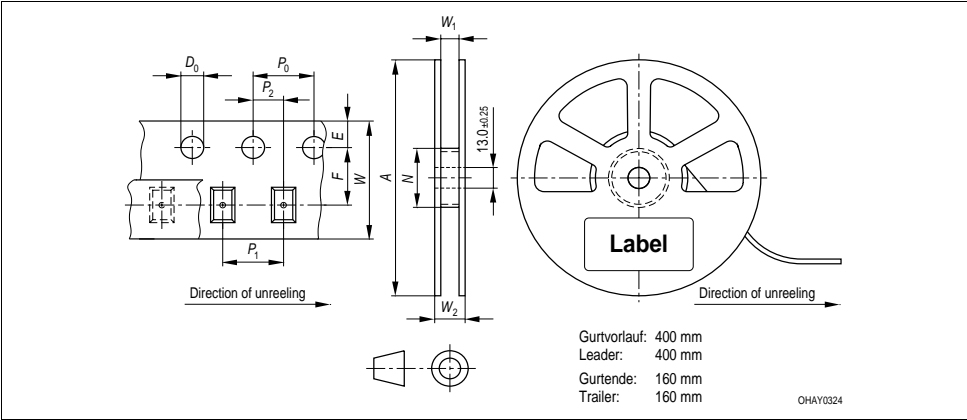 W1
D0
P0
P2
E
F
W
A
N
13.0±0.25
P1
Label
Direction of unreeling
W2
Direction of unreeling
Gurtvorlauf: 400 mm
Leader: 400 mm
Gurtende: 160 mm
Trailer: 160 mm
OHAY0324